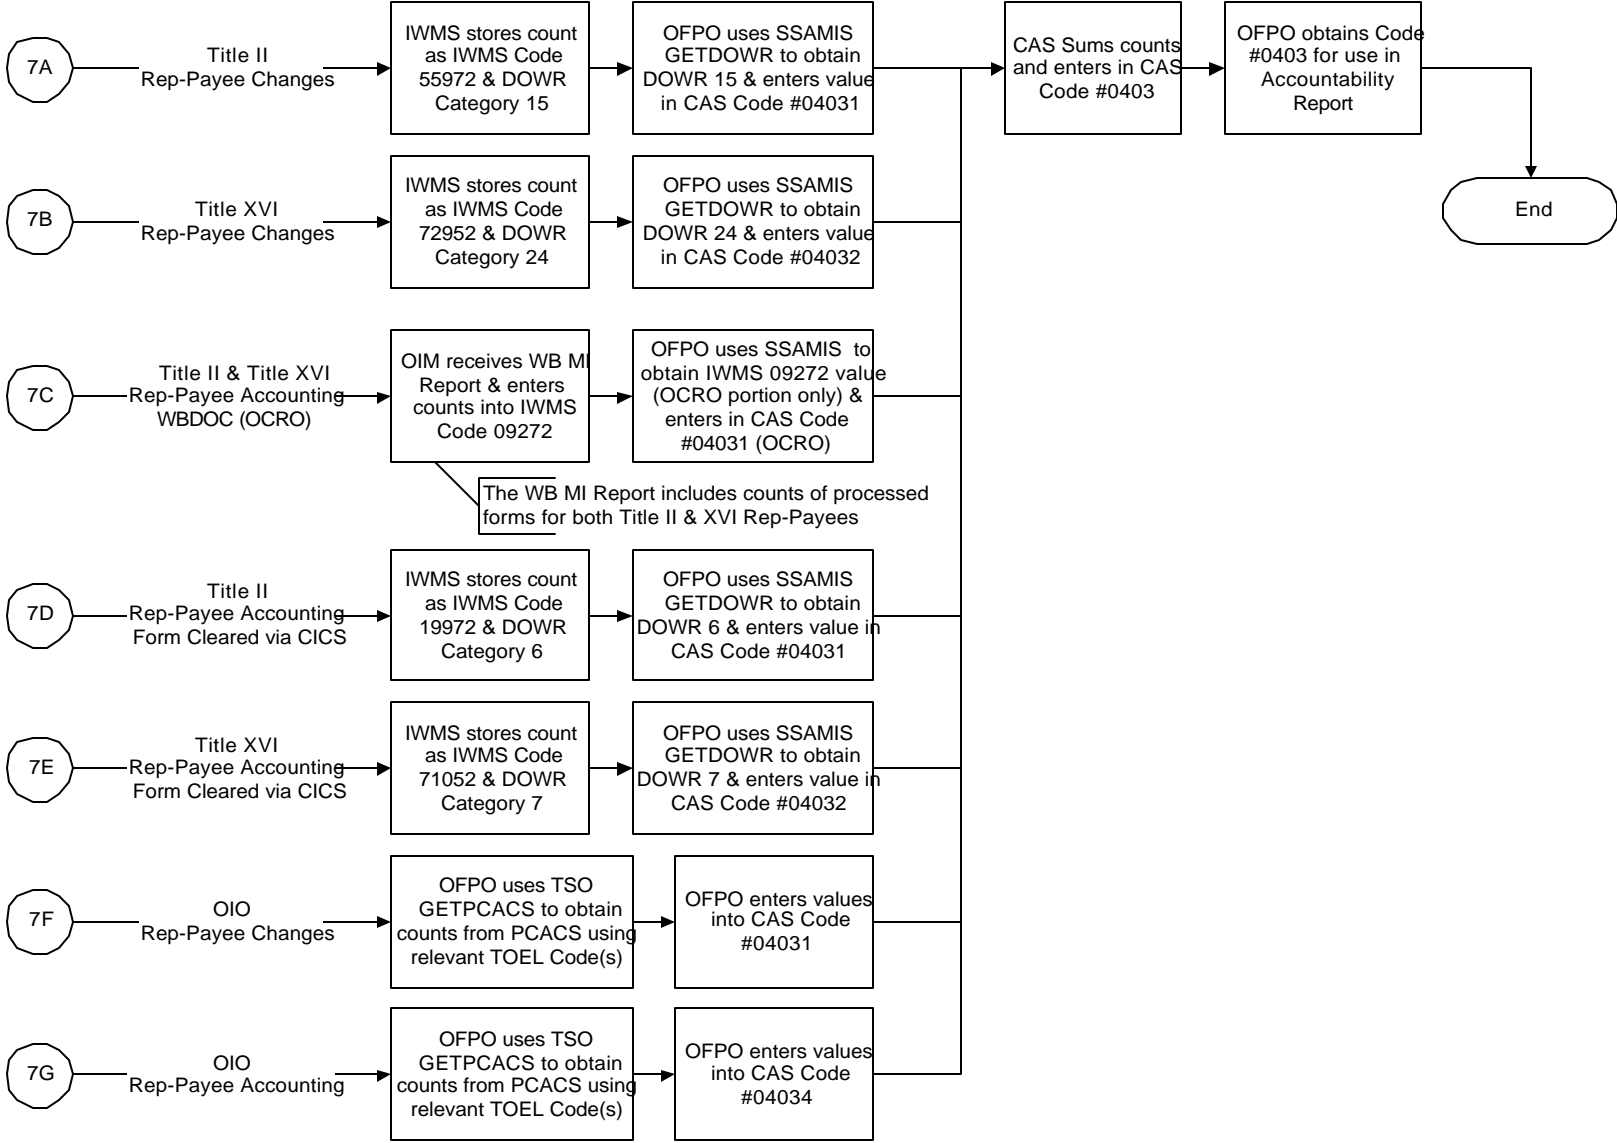 7A
Title II
Rep-Payee Changes
IWMS stores count
as IWMS Code
55972 & DOWR
Category 15
OFPO uses SSAMIS
GETDOWR to obtain
DOWR 15 & enters value
in CAS Code #04031
CAS Sums counts
and enters in CAS
Code #0403
OFPO obtains Code
#0403 for use in
Accountability
Report
End
7B
Title XVI
Rep-Payee Changes
IWMS stores count
as IWMS Code
72952 & DOWR
Category 24
OFPO uses SSAMIS
GETDOWR to obtain
DOWR 24 & enters value
in CAS Code #04032
7C
Title II & Title XVI
Rep-Payee Accounting
WBDOC (OCRO)
OIM receives WB MI
Report & enters
counts into IWMS
Code 09272
OFPO uses SSAMIS to
obtain IWMS 09272 value
(OCRO portion only) &
enters in CAS Code
#04031 (OCRO)
The WB MI Report includes counts of processed
forms for both Title II & XVI Rep-Payees
7D
Title II
Rep-Payee Accounting
Form Cleared via CICS
IWMS stores count
as IWMS Code
19972 & DOWR
Category 6
OFPO uses SSAMIS
GETDOWR to obtain
DOWR 6 & enters value in
CAS Code #04031
7E
Title XVI
Rep-Payee Accounting
Form Cleared via CICS
IWMS stores count
as IWMS Code
71052 & DOWR
Category 7
OFPO uses SSAMIS
GETDOWR to obtain
DOWR 7 & enters value in
CAS Code #04032
7F
OIO
Rep-Payee Changes
OFPO uses TSO
GETPCACS to obtain
counts from PCACS using
relevant TOEL Code(s)
OFPO enters values
into CAS Code
#04031
7G
OIO
Rep-Payee Accounting
OFPO uses TSO
GETPCACS to obtain
counts from PCACS using
relevant TOEL Code(s)
OFPO enters values
into CAS Code
#04034